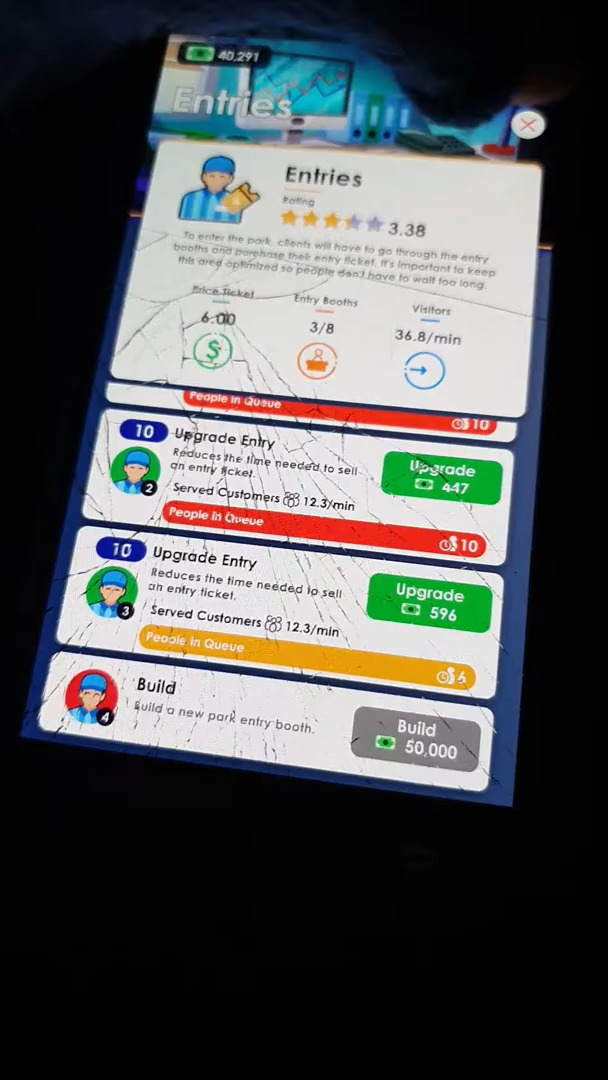 40,291
Entries
Entries
Rating
3.38
To enter the park, clients will have to go through the entry
booths and purchase their entry ticket. It's important to keep
this area optimized so people don't have to wait too long.
Price Ticket
Entry Booths
Visitors
6.00
3/8
36.8/min
$
People in Queue
10
10
Upgrade Entry
Reduces the time needed to sell
an entry ticket.
Upgrade
447
2
Served Customers 12.3/min
People in Queue
10
10
Upgrade Entry
Reduces the time needed to sell
an entry ticket.
Upgrade
596
3
Served Customers 12.3/min
People in Queue
6
Build
Build a new park entry booth.
4
Build
50,000